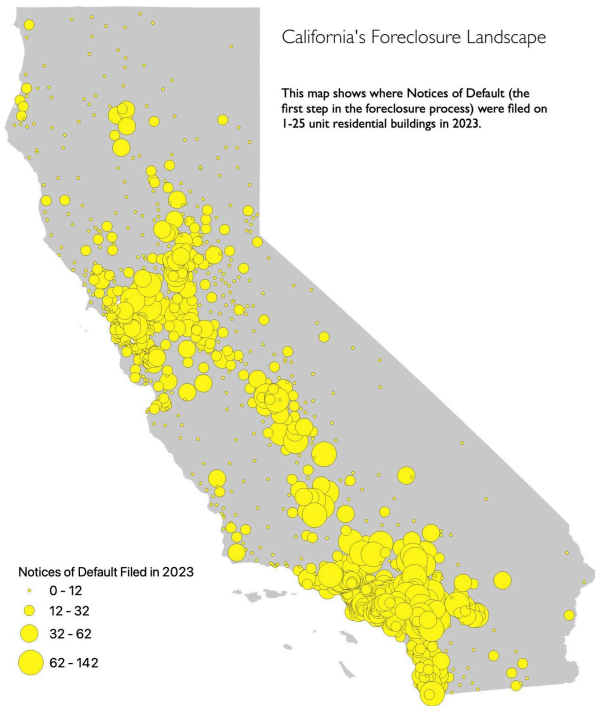 California's Foreclosure Landscape
This map shows where Notices of Default (the
first step in the foreclosure process) were filed on
1-25 unit residential buildings in 2023.
Notices of Default Filed in 2023
0 - 12
12 - 32
32 - 62
62 - 142